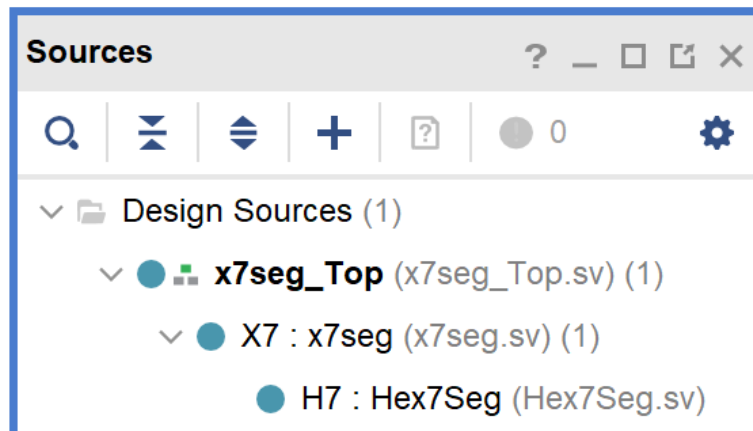 Sources ?
? 0
Design Sources (1)
x7seg_Top (x7seg_Top.sv) (1)
X7 : x7seg (x7seg.sv) (1)
H7 : Hex7Seg (Hex7Seg.sv)